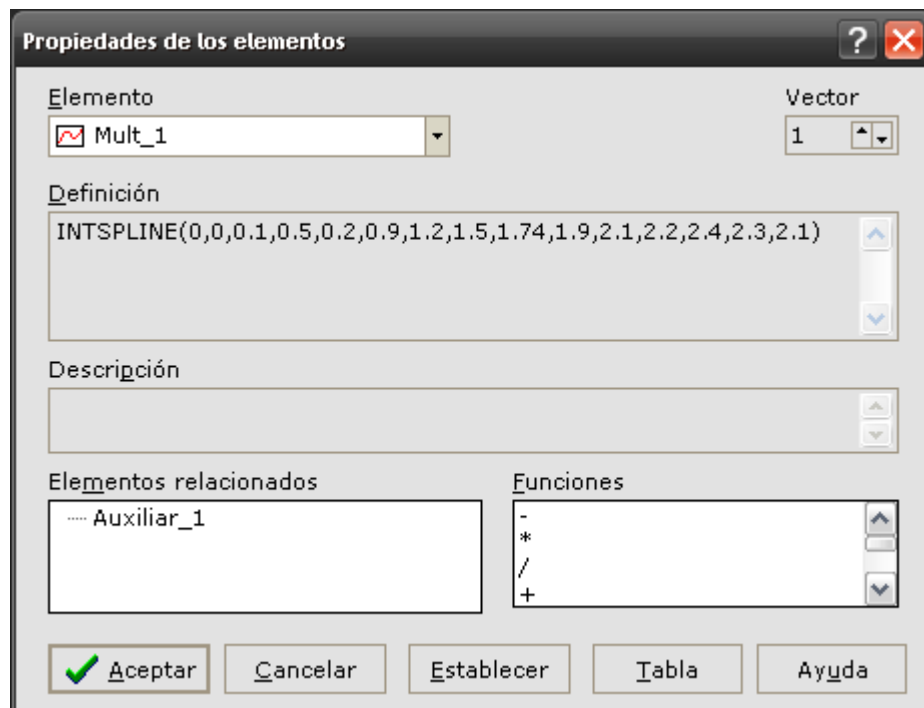 Propiedades de los elementos
?
Elemento
Vector
Mult_1
1
Definición
INTSPLINE(0,0,0.1,0.5,0.2,0.9,1.2,1.5,1.74,1.9,2.1,2.2,2.4,2.3,2.1)
Descripción
Elementos relacionados
Funciones
Auxiliar_1
-
*
/
+
Aceptar
Cancelar
Establecer
Tabla
Ayuda